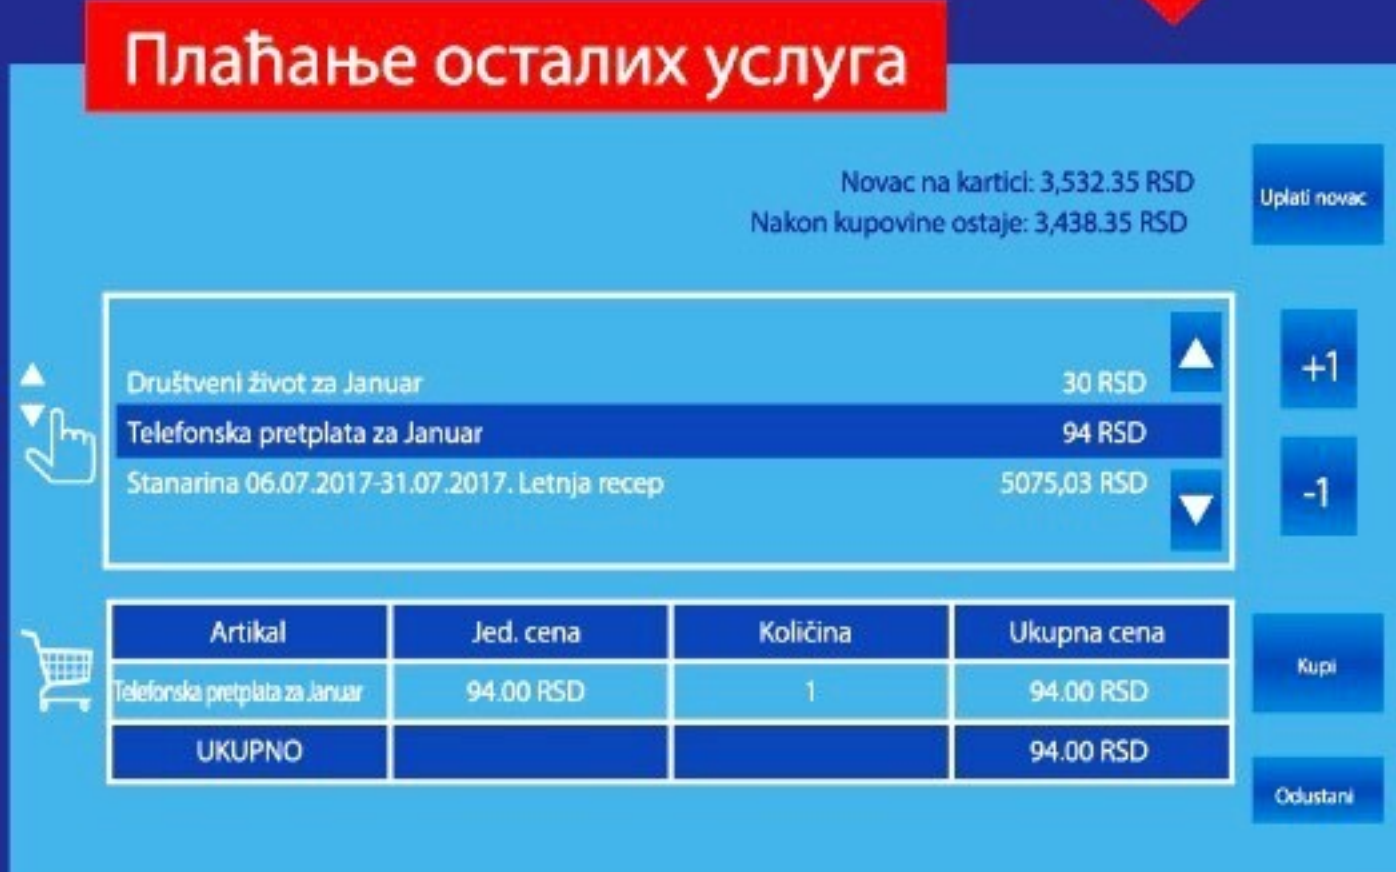 Плаћање осталих услуга
Novac na kartici: 3,532.35 RSD
Nakon kupovine ostaje: 3,438.35 RSD
Uplati novac
Društveni život za Januar 30 RSD
Telefonska pretplata za Januar 94 RSD
Stanarina 06.07.2017-31.07.2017. Letnja recep 5075,03 RSD
+1
-1
Artikal Jed. cena Količina Ukupna cena
Telefonska pretplata za Januar 94.00 RSD 1 94.00 RSD
UKUPNO 94.00 RSD
Kupi
Odustani